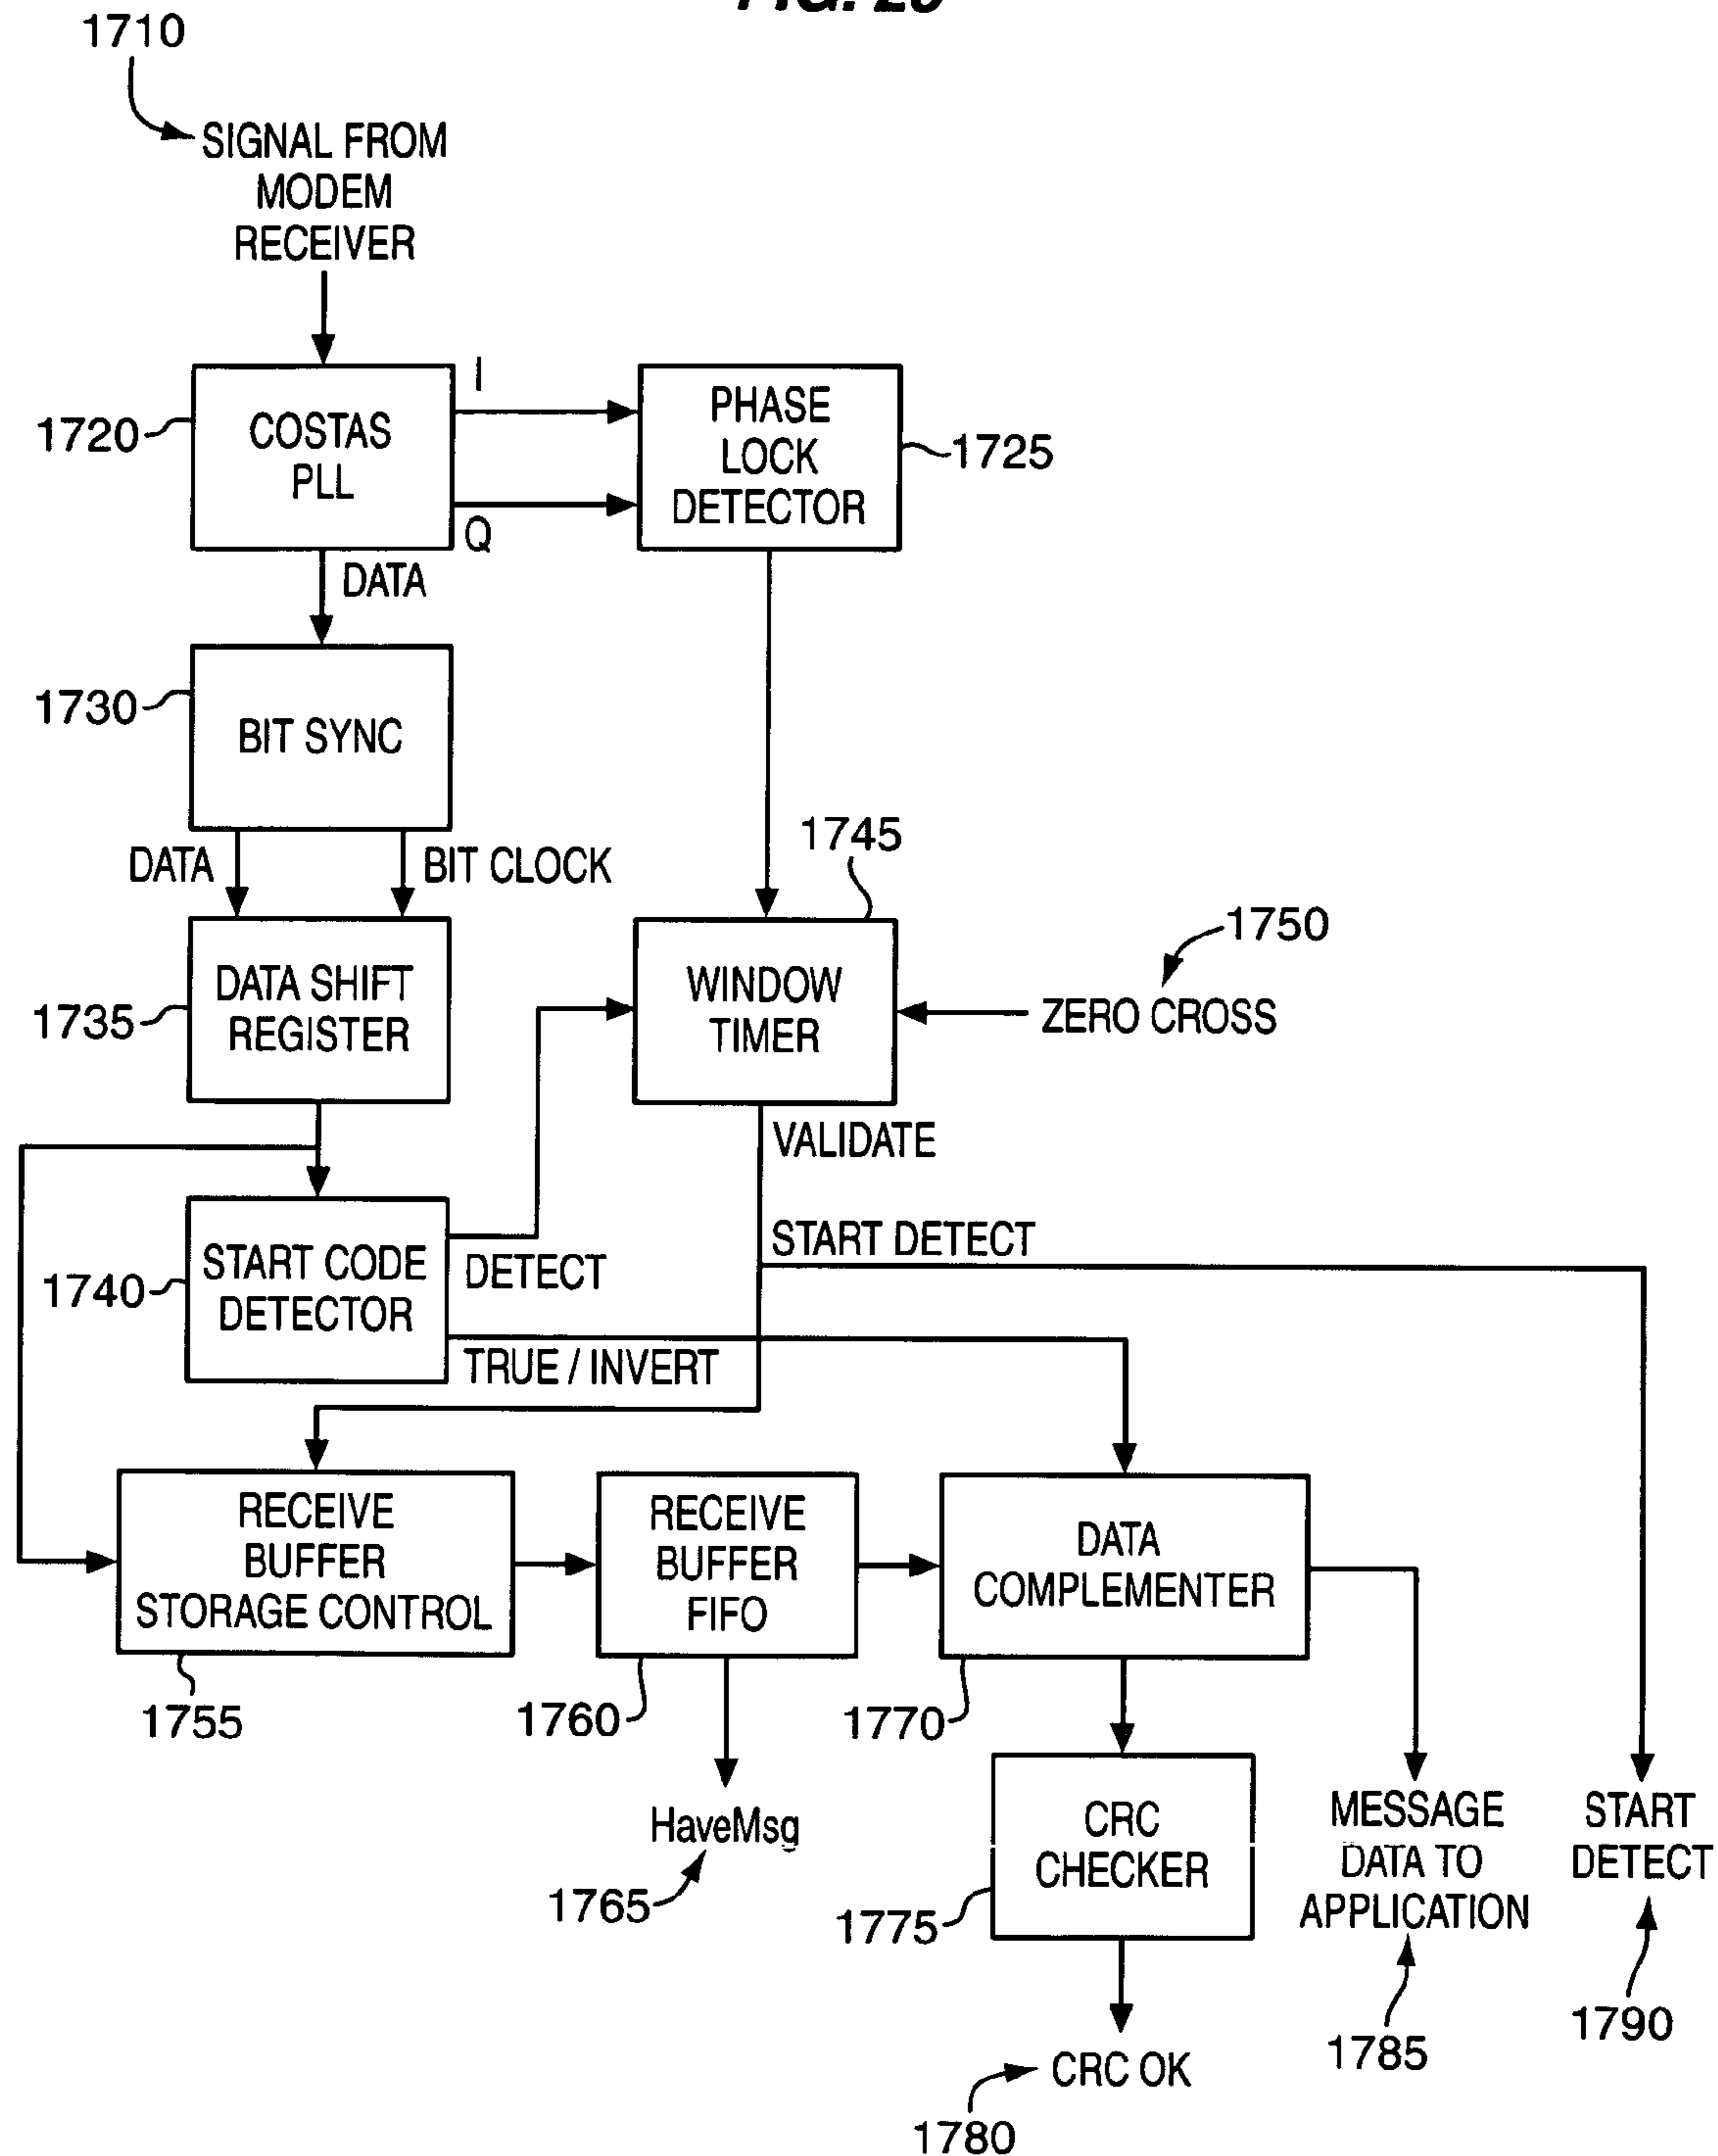 1710
SIGNAL FROM
MODEM
RECEIVER
I
1720
COSTAS
PLL
PHASE
LOCK
DETECTOR
1725
Q
DATA
1730
BIT SYNC
DATA
BIT CLOCK
1745
1750
1735
DATA SHIFT
REGISTER
WINDOW
TIMER
ZERO CROSS
VALIDATE
START DETECT
1740
START CODE
DETECTOR
DETECT
TRUE / INVERT
RECEIVE
BUFFER
STORAGE CONTROL
RECEIVE
BUFFER
FIFO
DATA
COMPLEMENTER
1755
1760
1770
HaveMsg
1765
CRC
CHECKER
1775
MESSAGE
DATA TO
APPLICATION
START
DETECT
1785
1790
CRC OK
1780